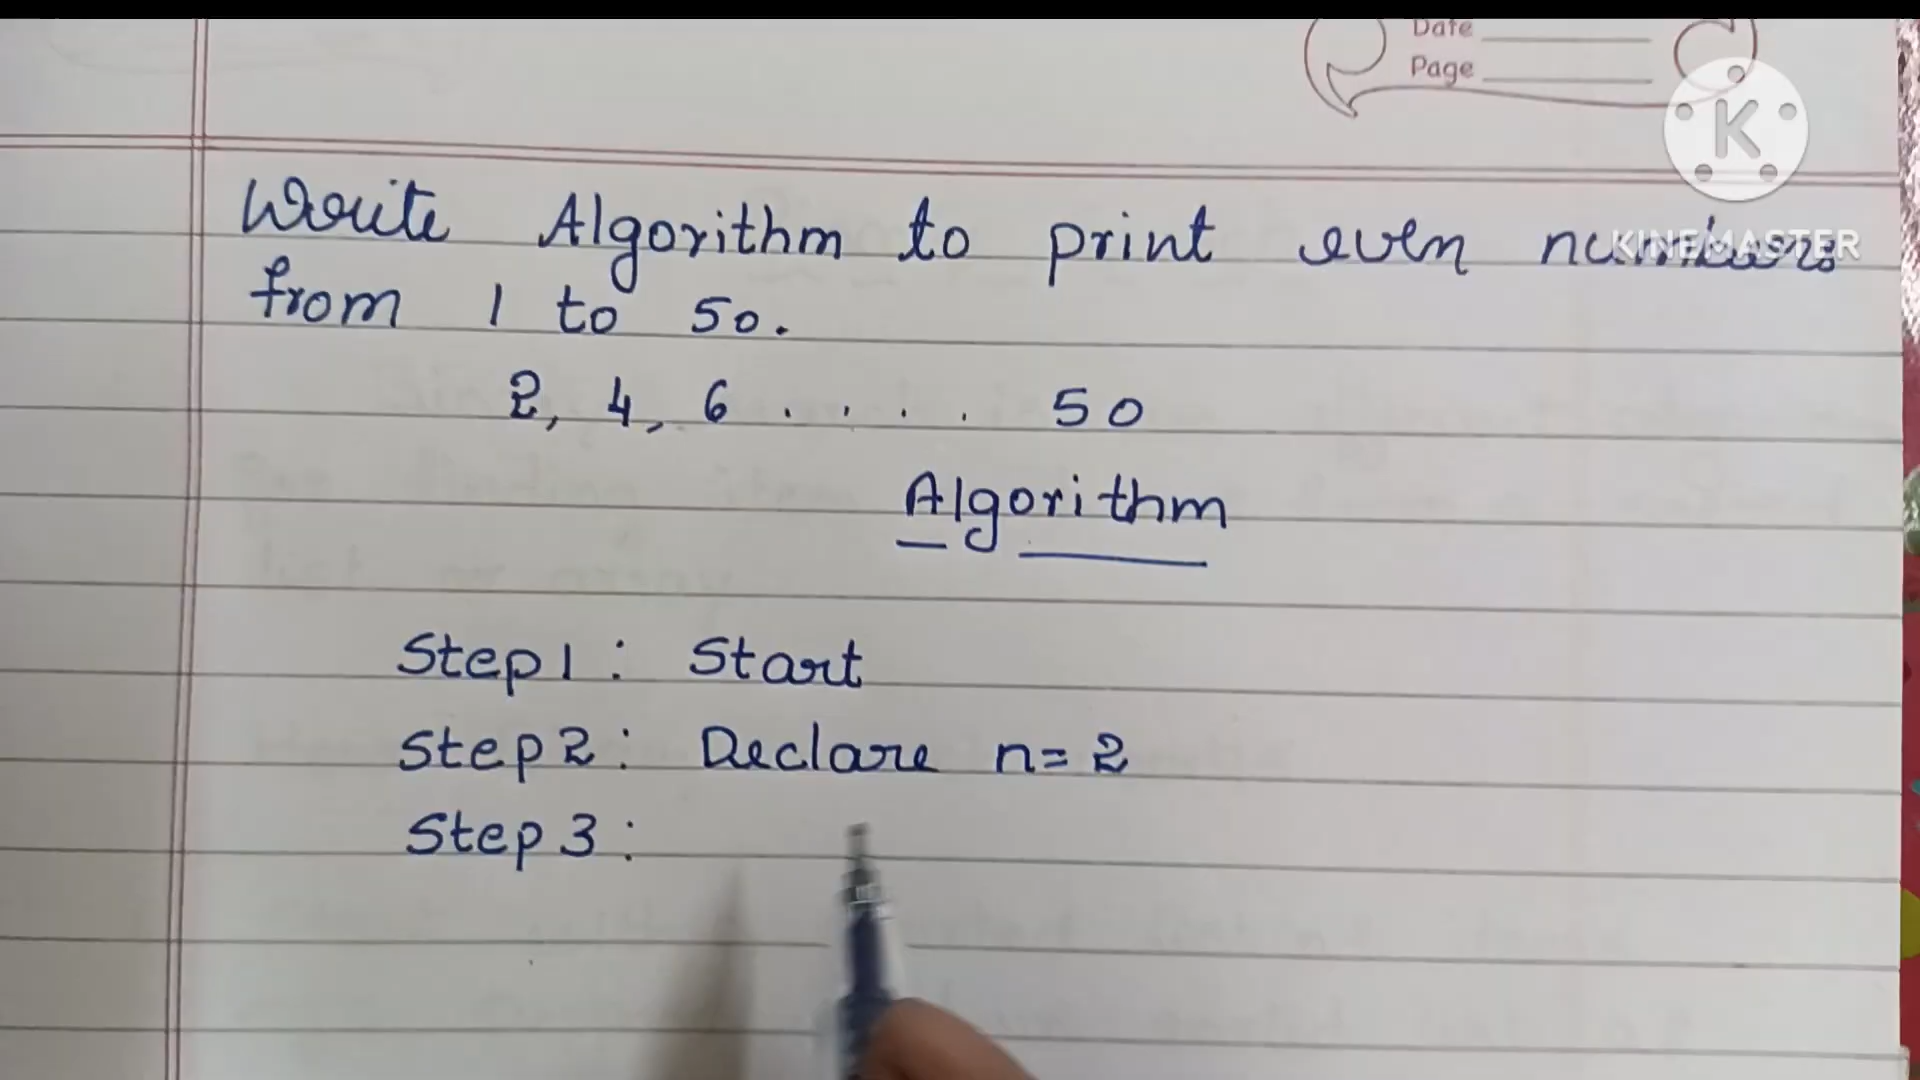 Date
Page
K
KINEMASTER
Write Algorithm to print even numbers
from 1 to 50.
2, 4, 6 . . . . 50
Algorithm
Step 1 : Start
Step 2 : Declare n=2
Step 3 :